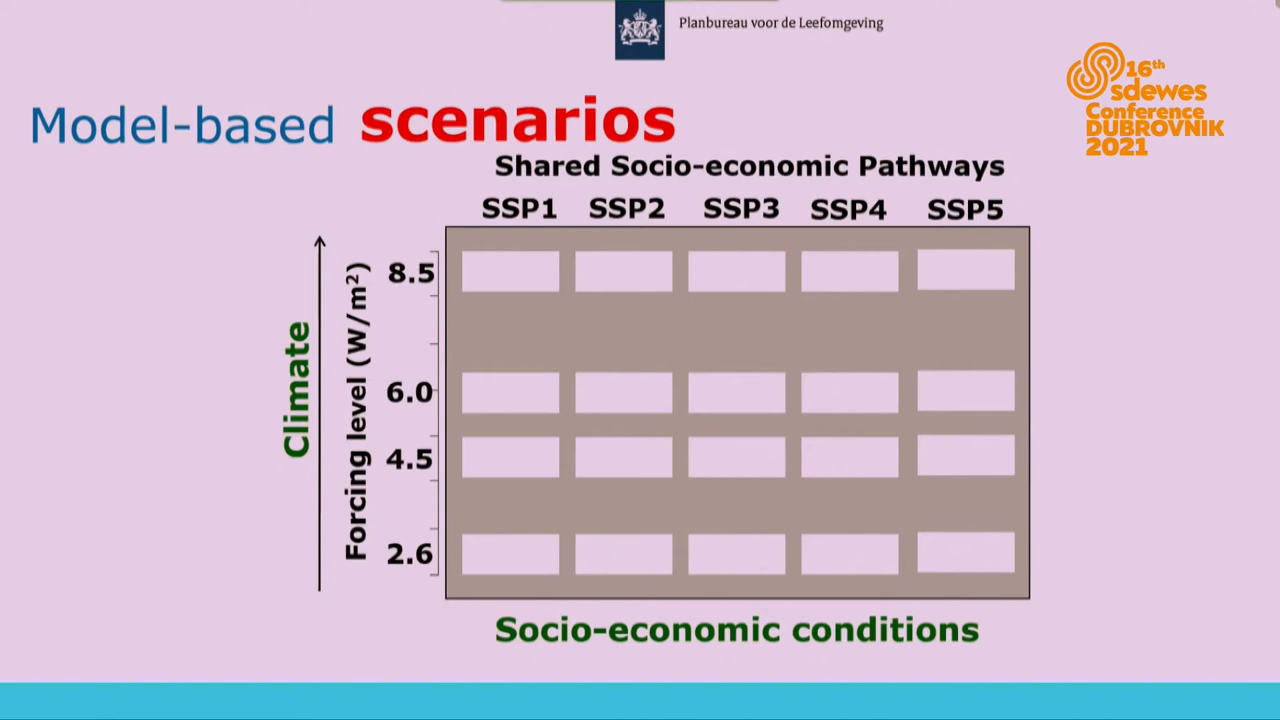 Planbureau voor de Leefomgeving
16th
sdewes
Conference
DUBROVNIK
2021
Model-based scenarios
Shared Socio-economic Pathways
SSP1 SSP2 SSP3 SSP4 SSP5
Climate
Forcing level (W/m²)
8.5
6.0
4.5
2.6
Socio-economic conditions